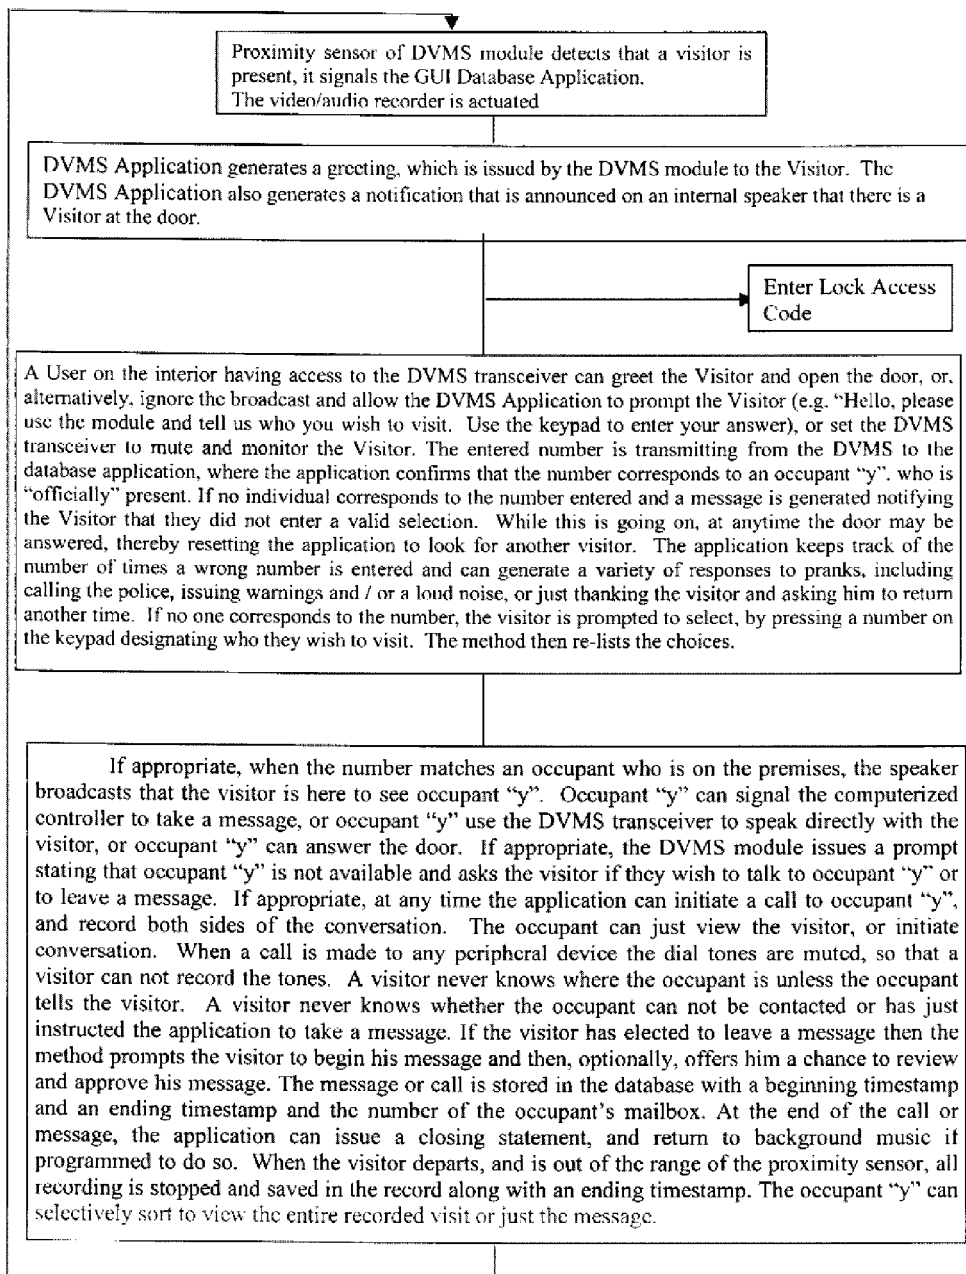 Proximity sensor of DVMS module detects that a visitor is
present, it signals the GUI Database Application.
The video/audio recorder is actuated
DVMS Application generates a greeting, which is issued by the DVMS module to the Visitor. The
DVMS Application also generates a notification that is announced on an internal speaker that there is a
Visitor at the door.
Enter Lock Access
Code
A User on the interior having access to the DVMS transceiver can greet the Visitor and open the door, or,
alternatively, ignore the broadcast and allow the DVMS Application to prompt the Visitor (e.g. “Hello, please
use the module and tell us who you wish to visit. Use the keypad to enter your answer), or set the DVMS
transceiver to mute and monitor the Visitor. The entered number is transmitting from the DVMS to the
database application, where the application confirms that the number corresponds to an occupant “y”, who is
“officially” present. If no individual corresponds to the number entered and a message is generated notifying
the Visitor that they did not enter a valid selection. While this is going on, at anytime the door may be
answered, thereby resetting the application to look for another visitor. The application keeps track of the
number of times a wrong number is entered and can generate a variety of responses to pranks, including
calling the police, issuing warnings and / or a loud noise, or just thanking the visitor and asking him to return
another time. If no one corresponds to the number, the visitor is prompted to select, by pressing a number on
the keypad designating who they wish to visit. The method then re-lists the choices.
If appropriate, when the number matches an occupant who is on the premises, the speaker
broadcasts that the visitor is here to see occupant “y”. Occupant “y” can signal the computerized
controller to take a message, or occupant “y” use the DVMS transceiver to speak directly with the
visitor, or occupant “y” can answer the door. If appropriate, the DVMS module issues a prompt
stating that occupant “y” is not available and asks the visitor if they wish to talk to occupant “y” or
to leave a message. If appropriate, at any time the application can initiate a call to occupant “y”,
and record both sides of the conversation. The occupant can just view the visitor, or initiate
conversation. When a call is made to any peripheral device the dial tones are muted, so that a
visitor can not record the tones. A visitor never knows where the occupant is unless the occupant
tells the visitor. A visitor never knows whether the occupant can not be contacted or has just
instructed the application to take a message. If the visitor has elected to leave a message then the
method prompts the visitor to begin his message and then, optionally, offers him a chance to review
and approve his message. The message or call is stored in the database with a beginning timestamp
and an ending timestamp and the number of the occupant's mailbox. At the end of the call or
message, the application can issue a closing statement, and return to background music if
programmed to do so. When the visitor departs, and is out of the range of the proximity sensor, all
recording is stopped and saved in the record along with an ending timestamp. The occupant “y” can
selectively sort to view the entire recorded visit or just the message.